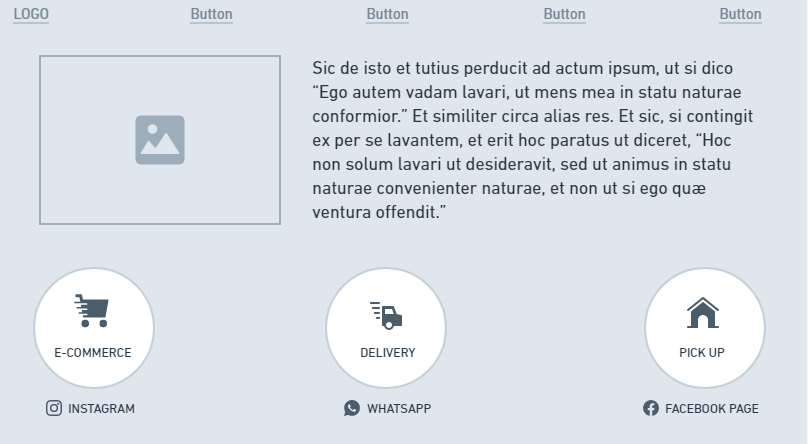 LOGO
Button
Button
Button
Button
Sic de isto et tutius perducit ad actum ipsum, ut si dico
“Ego autem vadam lavari, ut mens mea in statu naturae
conformior.” Et similiter circa alias res. Et sic, si contingit
ex per se lavantem, et erit hoc paratus ut diceret, “Hoc
non solum lavari ut desideravit, sed ut animus in statu
naturae convenienter naturae, et non ut si ego quæ
ventura offendit.”
E-COMMERCE
DELIVERY
PICK UP
INSTAGRAM
WHATSAPP
FACEBOOK PAGE